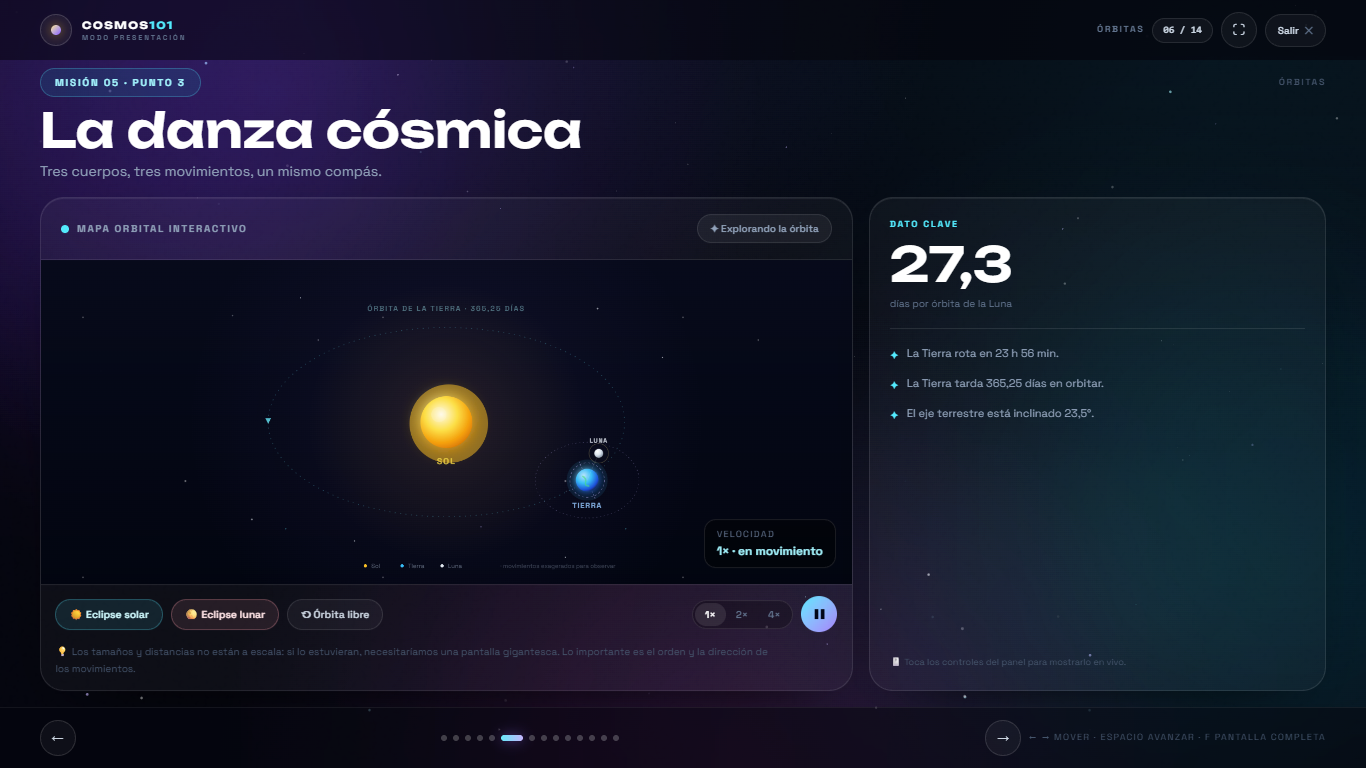 COSMOS101
MODO PRESENTACIÓN
ÓRBITAS
06 / 14
Salir ✕
MISIÓN 05 · PUNTO 3
ÓRBITAS
La danza cósmica
Tres cuerpos, tres movimientos, un mismo compás.
MAPA ORBITAL INTERACTIVO
✦ Explorando la órbita
ÓRBITA DE LA TIERRA · 365,25 DÍAS
SOL
LUNA
TIERRA
VELOCIDAD
1× · en movimiento
Sol
Tierra
Luna
· movimientos exagerados para observar
Eclipse solar
Eclipse lunar
Órbita libre
1×
2×
4×
Los tamaños y distancias no están a escala: si lo estuvieran, necesitaríamos una pantalla gigantesca. Lo importante es el orden y la dirección de
los movimientos.
DATO CLAVE
27,3
días por órbita de la Luna
✦ La Tierra rota en 23 h 56 min.
✦ La Tierra tarda 365,25 días en orbitar.
✦ El eje terrestre está inclinado 23,5°.
Toca los controles del panel para mostrarlo en vivo.
←
→
← → MOVER · ESPACIO AVANZAR · F PANTALLA COMPLETA